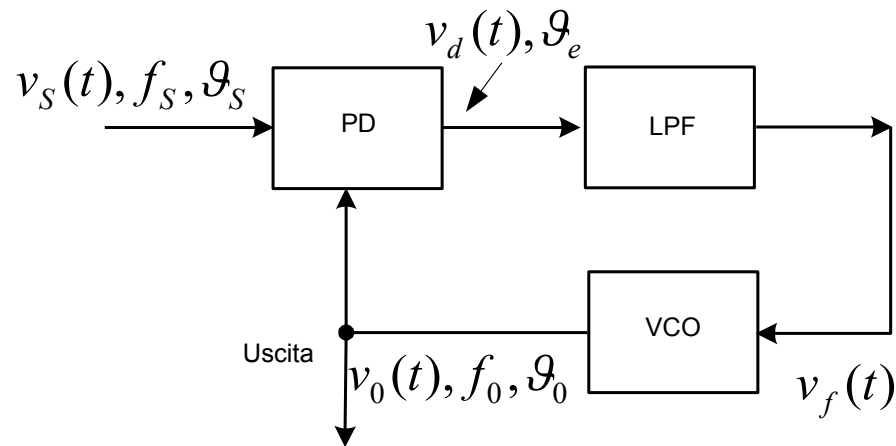 v_d(t), ϑ_e
v_S(t), f_S, ϑ_S
PD
LPF
VCO
Uscita
v_0(t), f_0, ϑ_0
v_f(t)